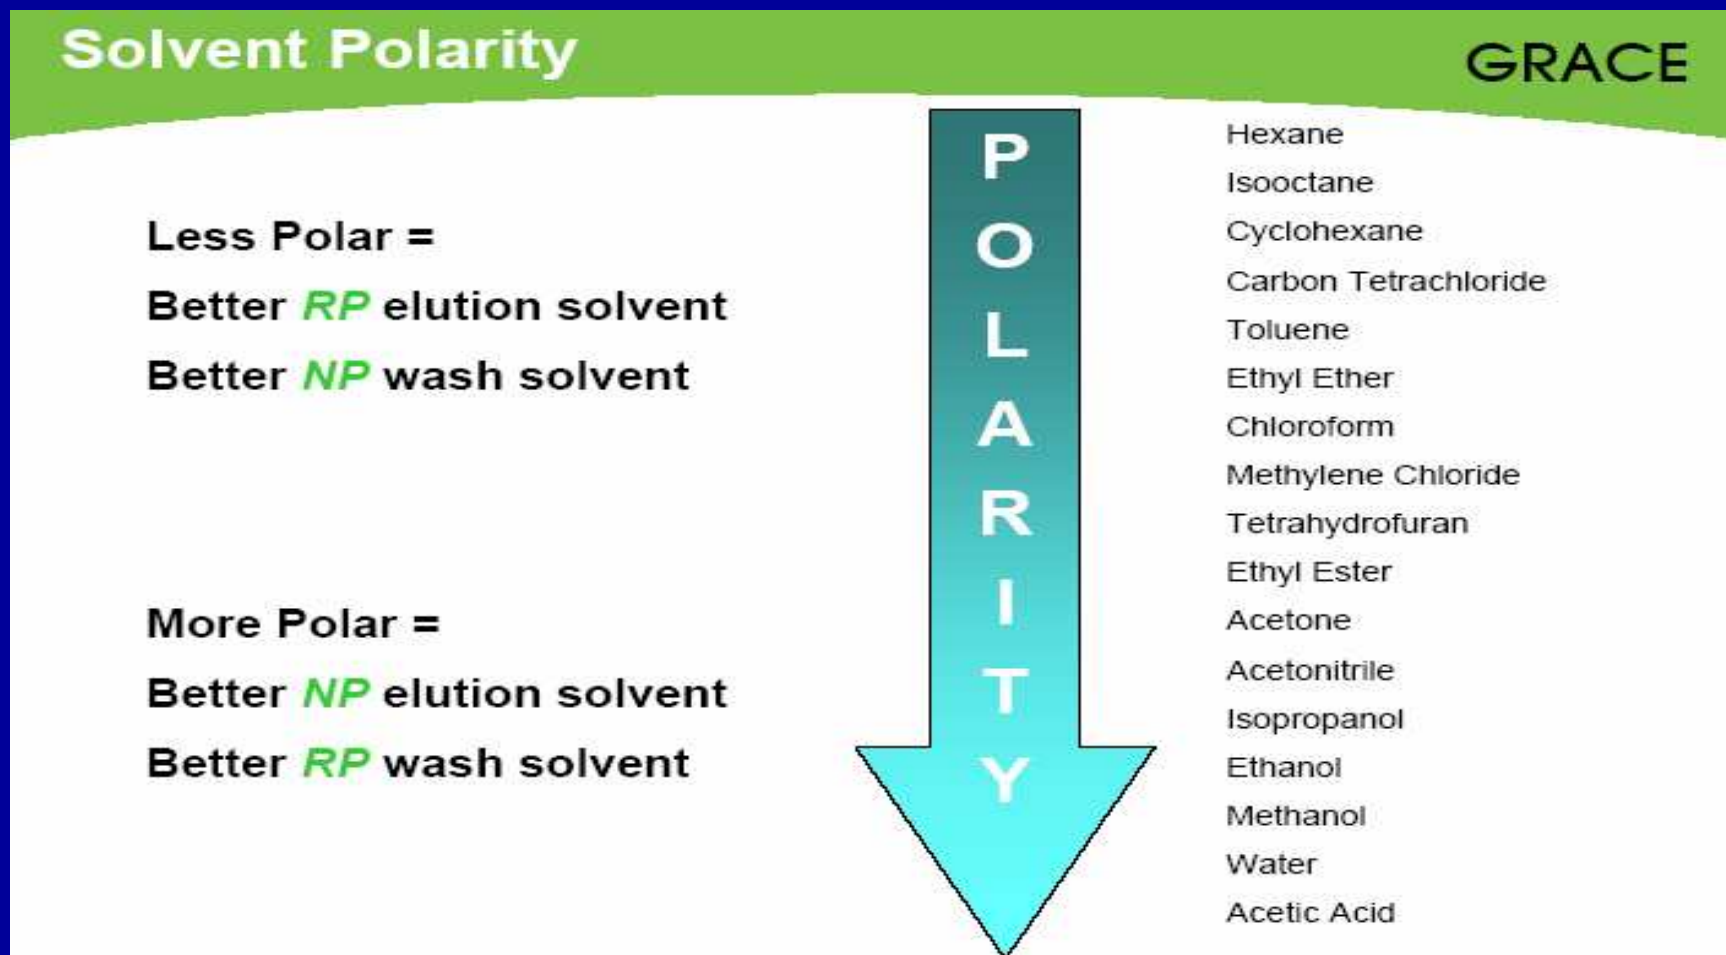 Solvent Polarity
GRACE
Less Polar =
Better RP elution solvent
Better NP wash solvent
More Polar =
Better NP elution solvent
Better RP wash solvent
P
O
L
A
R
I
T
Y
Hexane
Isooctane
Cyclohexane
Carbon Tetrachloride
Toluene
Ethyl Ether
Chloroform
Methylene Chloride
Tetrahydrofuran
Ethyl Ester
Acetone
Acetonitrile
Isopropanol
Ethanol
Methanol
Water
Acetic Acid